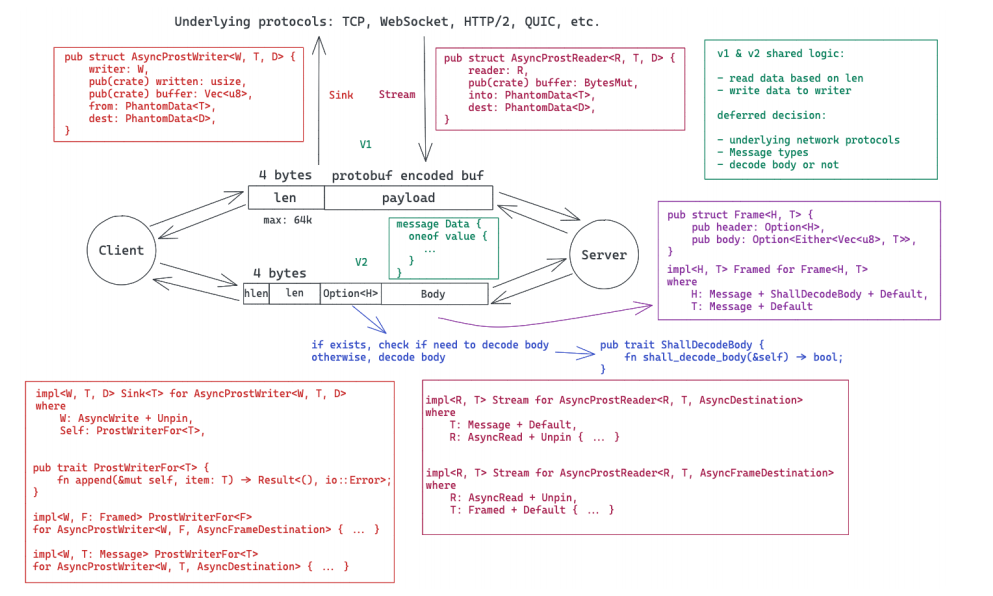 Underlying protocols: TCP, WebSocket, HTTP/2, QUIC, etc.
pub struct AsyncProstWriter<W, T, D> {
    writer: W,
    pub(crate) written: usize,
    pub(crate) buffer: Vec<u8>,
    from: PhantomData<T>,
    dest: PhantomData<D>,
}
Sink
Stream
pub struct AsyncProstReader<R, T, D> {
    reader: R,
    pub(crate) buffer: BytesMut,
    into: PhantomData<T>,
    dest: PhantomData<D>,
}
v1 & v2 shared logic:
- read data based on len
- write data to writer
deferred decision:
- underlying network protocols
- Message types
- decode body or not
V1
4 bytes
protobuf encoded buf
len
payload
max: 64k
message Data {
  oneof value {
    ...
  }
}
Client
Server
V2
4 bytes
hlen
len
Option<H>
Body
pub struct Frame<H, T> {
    pub header: Option<H>,
    pub body: Option<Either<Vec<u8>, T>>,
}
impl<H, T> Framed for Frame<H, T>
where
    H: Message + ShallDecodeBody + Default,
    T: Message + Default
if exists, check if need to decode body
otherwise, decode body
pub trait ShallDecodeBody {
    fn shall_decode_body(&self) -> bool;
}
impl<W, T, D> Sink<T> for AsyncProstWriter<W, T, D>
where
    W: AsyncWrite + Unpin,
    Self: ProstWriterFor<T>,
pub trait ProstWriterFor<T> {
    fn append(&mut self, item: T) -> Result<(), io::Error>;
}
impl<W, F: Framed> ProstWriterFor<F>
for AsyncProstWriter<W, F, AsyncFrameDestination> { ... }
impl<W, T: Message> ProstWriterFor<T>
for AsyncProstWriter<W, T, AsyncDestination> { ... }
impl<R, T> Stream for AsyncProstReader<R, T, AsyncDestination>
where
    T: Message + Default,
    R: AsyncRead + Unpin { ... }
impl<R, T> Stream for AsyncProstReader<R, T, AsyncFrameDestination>
where
    R: AsyncRead + Unpin,
    T: Framed + Default { ... }